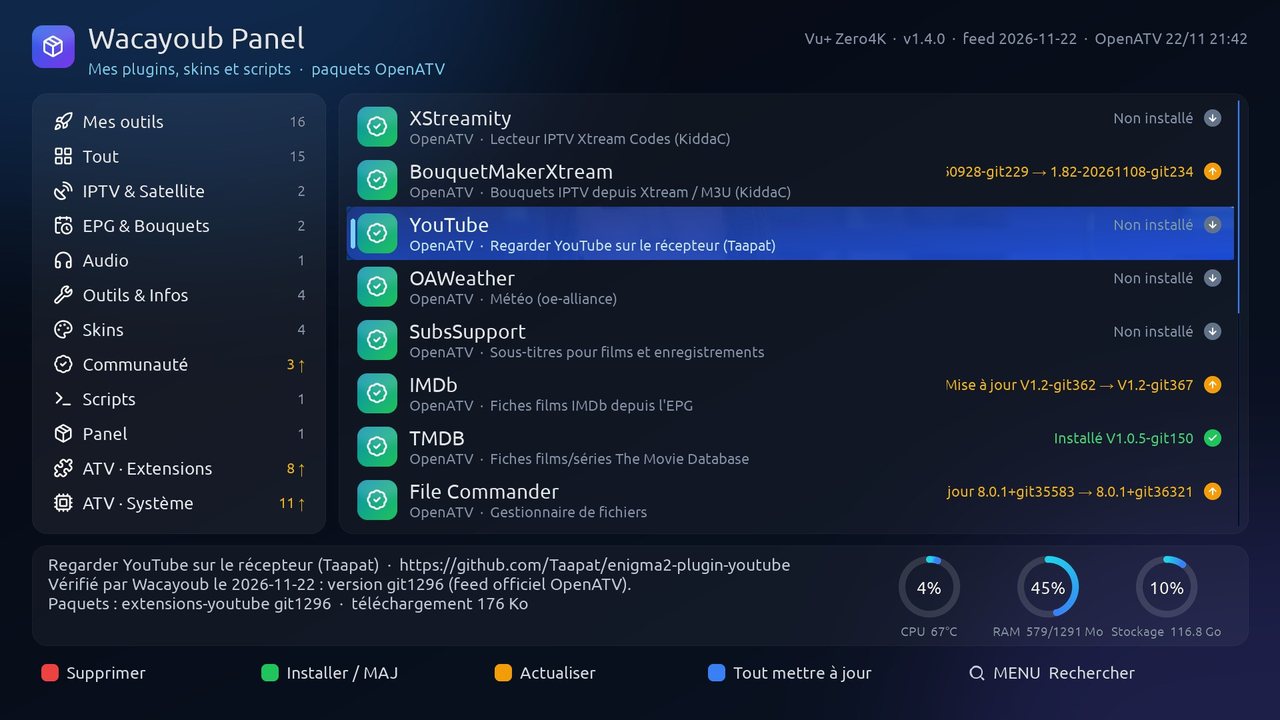 Wacayoub Panel
Mes plugins, skins et scripts · paquets OpenATV
Vu+ Zero4K · v1.4.0 · feed 2026-11-22 · OpenATV 22/11 21:42
Mes outils 16
Tout 15
IPTV & Satellite 2
EPG & Bouquets 2
Audio 1
Outils & Infos 4
Skins 4
Communauté 3 ↑
Scripts 1
Panel 1
ATV · Extensions 8 ↑
ATV · Système 11 ↑
XStreamity Non installé
OpenATV · Lecteur IPTV Xtream Codes (KiddaC)
BouquetMakerXtream 0928-git229 → 1.82-20261108-git234
OpenATV · Bouquets IPTV depuis Xtream / M3U (KiddaC)
YouTube Non installé
OpenATV · Regarder YouTube sur le récepteur (Taapat)
OAWeather Non installé
OpenATV · Météo (oe-alliance)
SubsSupport Non installé
OpenATV · Sous-titres pour films et enregistrements
IMDb Mise à jour V1.2-git362 → V1.2-git367
OpenATV · Fiches films IMDb depuis l'EPG
TMDB Installé V1.0.5-git150
OpenATV · Fiches films/séries The Movie Database
File Commander jour 8.0.1+git35583 → 8.0.1+git36321
OpenATV · Gestionnaire de fichiers
Regarder YouTube sur le récepteur (Taapat) · https://github.com/Taapat/enigma2-plugin-youtube
Vérifié par Wacayoub le 2026-11-22 : version git1296 (feed officiel OpenATV).
Paquets : extensions-youtube git1296 · téléchargement 176 Ko
4% 45% 10%
CPU 67°C RAM 579/1291 Mo Stockage 116.8 Go
Supprimer Installer / MAJ Actualiser Tout mettre à jour MENU Rechercher